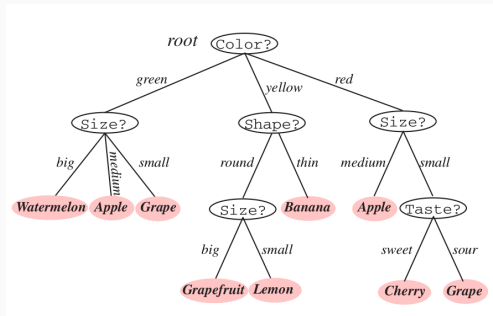 root Color?
green yellow red
Size? Shape? Size?
big medium small round thin medium small
Watermelon Apple Grape Size? Banana Apple Taste?
big small sweet sour
Grapefruit Lemon Cherry Grape